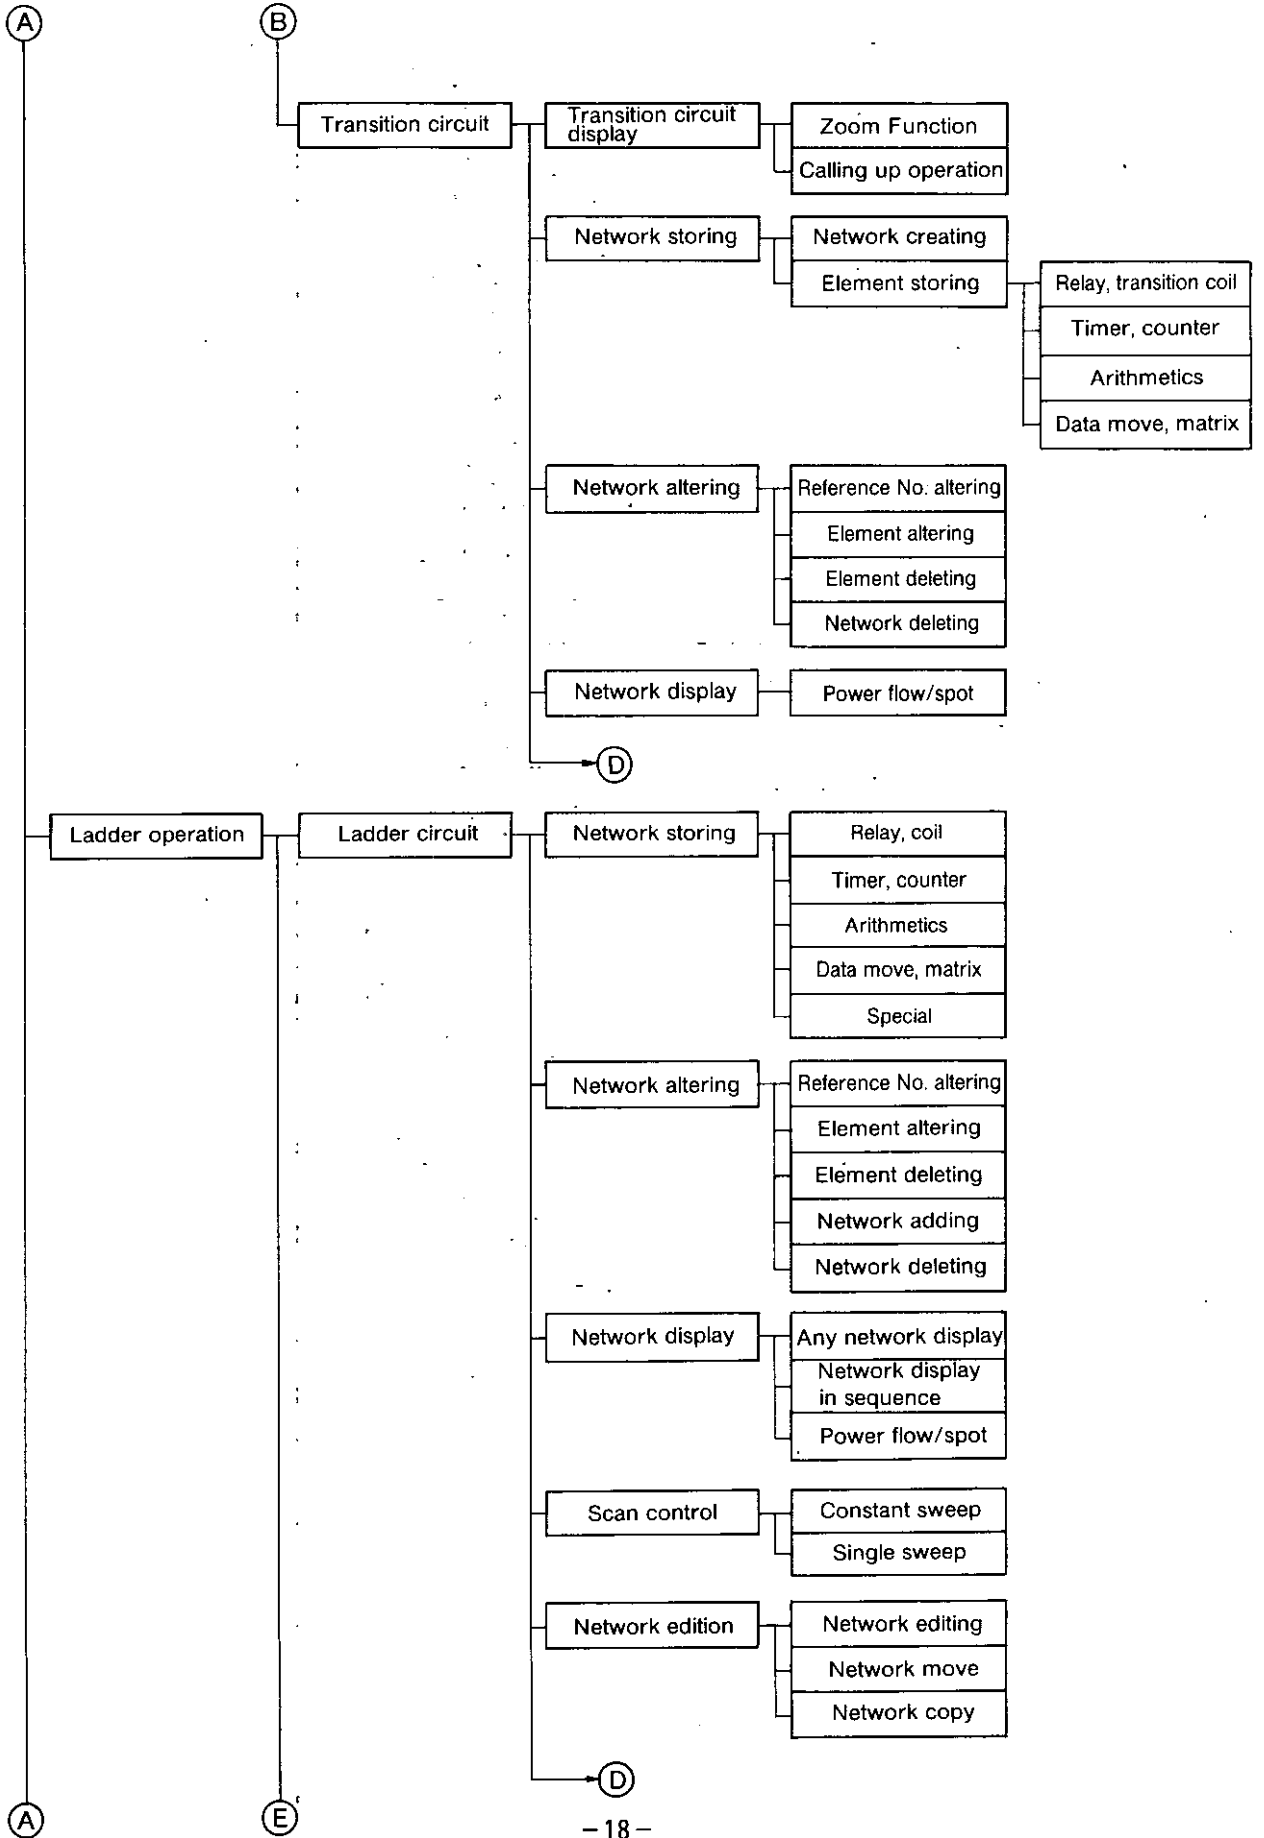 A
B
Transition circuit
Transition circuit
display
Zoom Function
Calling up operation
Network storing
Network creating
Element storing
Relay, transition coil
Timer, counter
Arithmetics
Data move, matrix
Network altering
Reference No. altering
Element altering
Element deleting
Network deleting
Network display
Power flow/spot
D
Ladder operation
Ladder circuit
Network storing
Relay, coil
Timer, counter
Arithmetics
Data move, matrix
Special
Network altering
Reference No. altering
Element altering
Element deleting
Network adding
Network deleting
Network display
Any network display
Network display
in sequence
Power flow/spot
Scan control
Constant sweep
Single sweep
Network edition
Network editing
Network move
Network copy
D
A
E
-18-